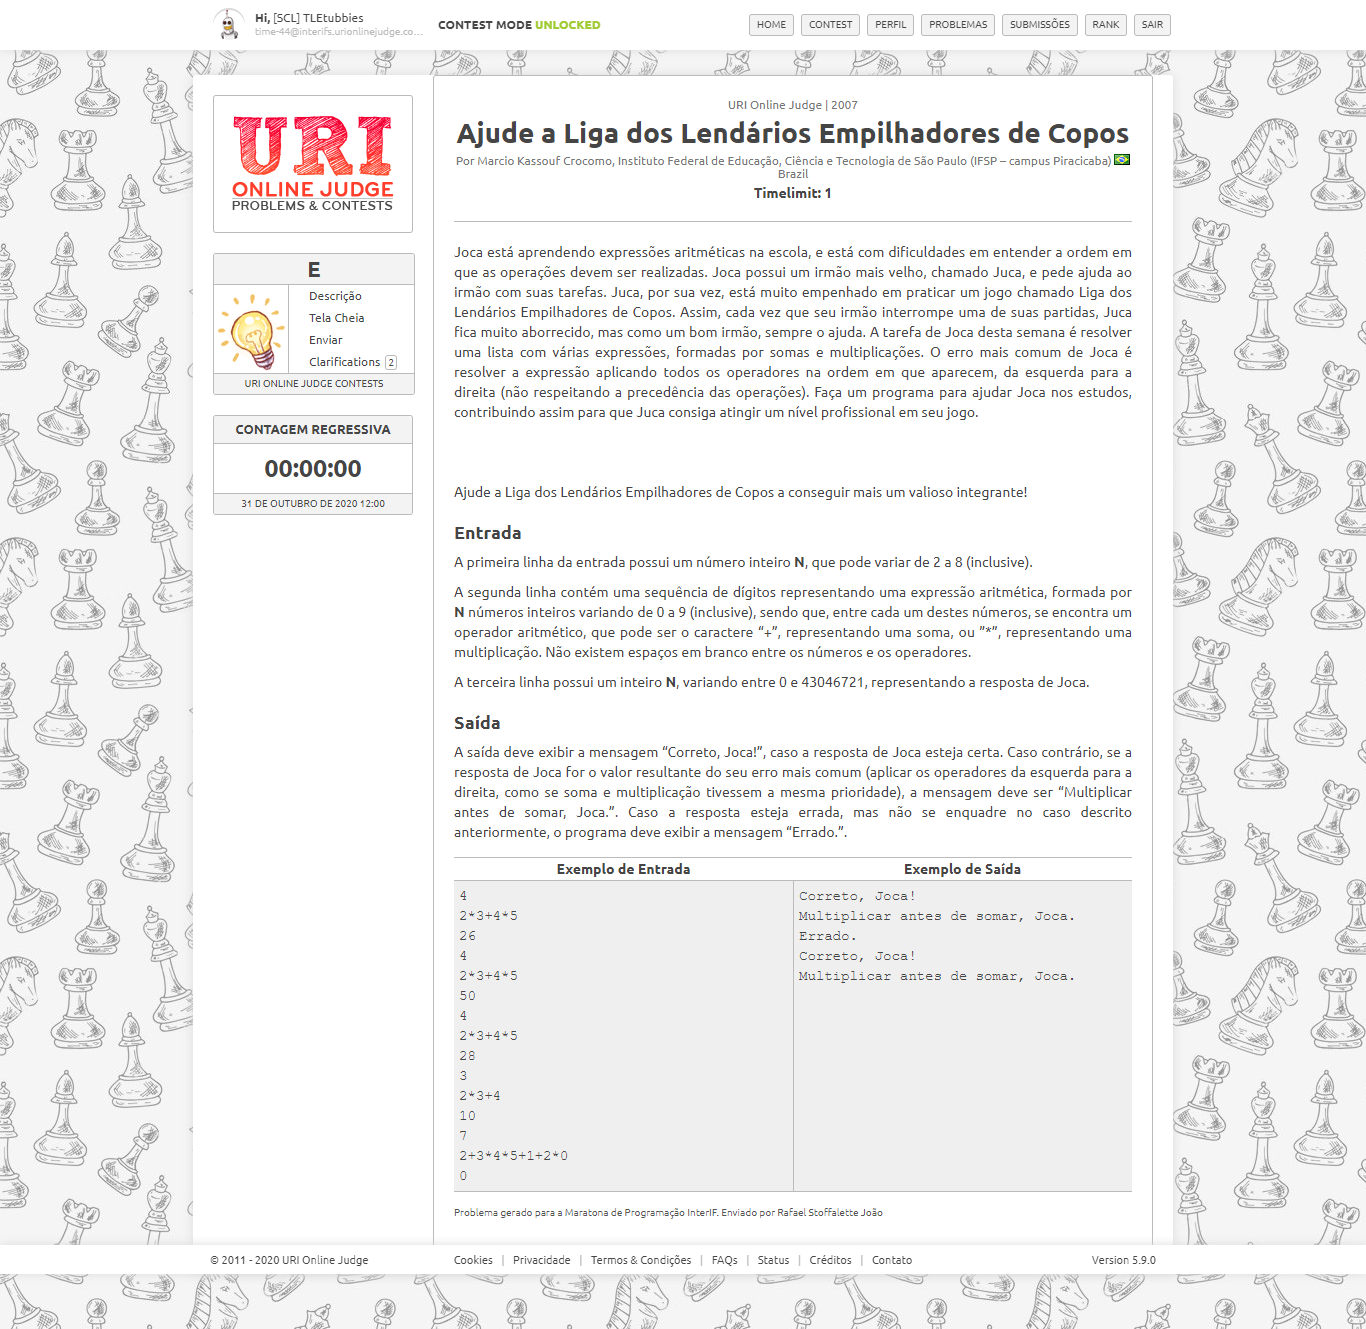 Hi, [SCL] TLEtubbies
time-44@interifs.urionlinejudge.co...
CONTEST MODE UNLOCKED
HOME
CONTEST
PERFIL
PROBLEMAS
SUBMISSÕES
RANK
SAIR
URI
ONLINE JUDGE
PROBLEMS & CONTESTS
E
Descrição
Tela Cheia
Enviar
Clarifications 2
URI ONLINE JUDGE CONTESTS
CONTAGEM REGRESSIVA
00:00:00
31 DE OUTUBRO DE 2020 12:00
URI Online Judge | 2007
Ajude a Liga dos Lendários Empilhadores de Copos
Por Marcio Kassouf Crocomo, Instituto Federal de Educação, Ciência e Tecnologia de São Paulo (IFSP – campus Piracicaba)
Brazil
Timelimit: 1
Joca está aprendendo expressões aritméticas na escola, e está com dificuldades em entender a ordem em
que as operações devem ser realizadas. Joca possui um irmão mais velho, chamado Juca, e pede ajuda ao
irmão com suas tarefas. Juca, por sua vez, está muito empenhado em praticar um jogo chamado Liga dos
Lendários Empilhadores de Copos. Assim, cada vez que seu irmão interrompe uma de suas partidas, Juca
fica muito aborrecido, mas como um bom irmão, sempre o ajuda. A tarefa de Joca desta semana é resolver
uma lista com várias expressões, formadas por somas e multiplicações. O erro mais comum de Joca é
resolver a expressão aplicando todos os operadores na ordem em que aparecem, da esquerda para a
direita (não respeitando a precedência das operações). Faça um programa para ajudar Joca nos estudos,
contribuindo assim para que Juca consiga atingir um nível profissional em seu jogo.
Ajude a Liga dos Lendários Empilhadores de Copos a conseguir mais um valioso integrante!
Entrada
A primeira linha da entrada possui um número inteiro N, que pode variar de 2 a 8 (inclusive).
A segunda linha contém uma sequência de dígitos representando uma expressão aritmética, formada por
N números inteiros variando de 0 a 9 (inclusive), sendo que, entre cada um destes números, se encontra um
operador aritmético, que pode ser o caractere “+”, representando uma soma, ou ”*”, representando uma
multiplicação. Não existem espaços em branco entre os números e os operadores.
A terceira linha possui um inteiro N, variando entre 0 e 43046721, representando a resposta de Joca.
Saída
A saída deve exibir a mensagem “Correto, Joca!”, caso a resposta de Joca esteja certa. Caso contrário, se a
resposta de Joca for o valor resultante do seu erro mais comum (aplicar os operadores da esquerda para a
direita, como se soma e multiplicação tivessem a mesma prioridade), a mensagem deve ser “Multiplicar
antes de somar, Joca.”. Caso a resposta esteja errada, mas não se enquadre no caso descrito
anteriormente, o programa deve exibir a mensagem “Errado.”.
Exemplo de Entrada
4
2*3+4*5
26
4
2*3+4*5
50
4
2*3+4*5
28
3
2*3+4
10
7
2+3*4*5+1+2*0
0
Exemplo de Saída
Correto, Joca!
Multiplicar antes de somar, Joca.
Errado.
Correto, Joca!
Multiplicar antes de somar, Joca.
Problema gerado para a Maratona de Programação InterIF. Enviado por Rafael Stoffalette João
© 2011 - 2020 URI Online Judge
Cookies | Privacidade | Termos & Condições | FAQs | Status | Créditos | Contato
Version 5.9.0